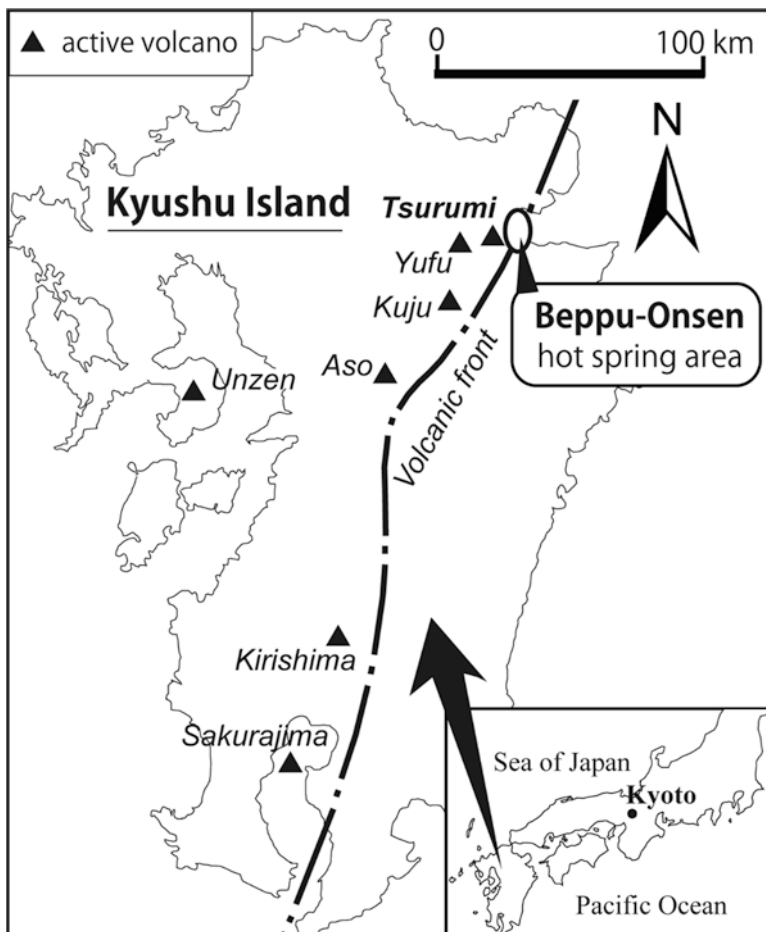 ▲ active volcano
0 100 km
N
Kyushu Island
Tsurumi
Yufu
Kuju
Beppu-Onsen
hot spring area
Aso
Unzen
Volcanic front
Kirishima
Sakurajima
Sea of Japan
Kyoto
Pacific Ocean